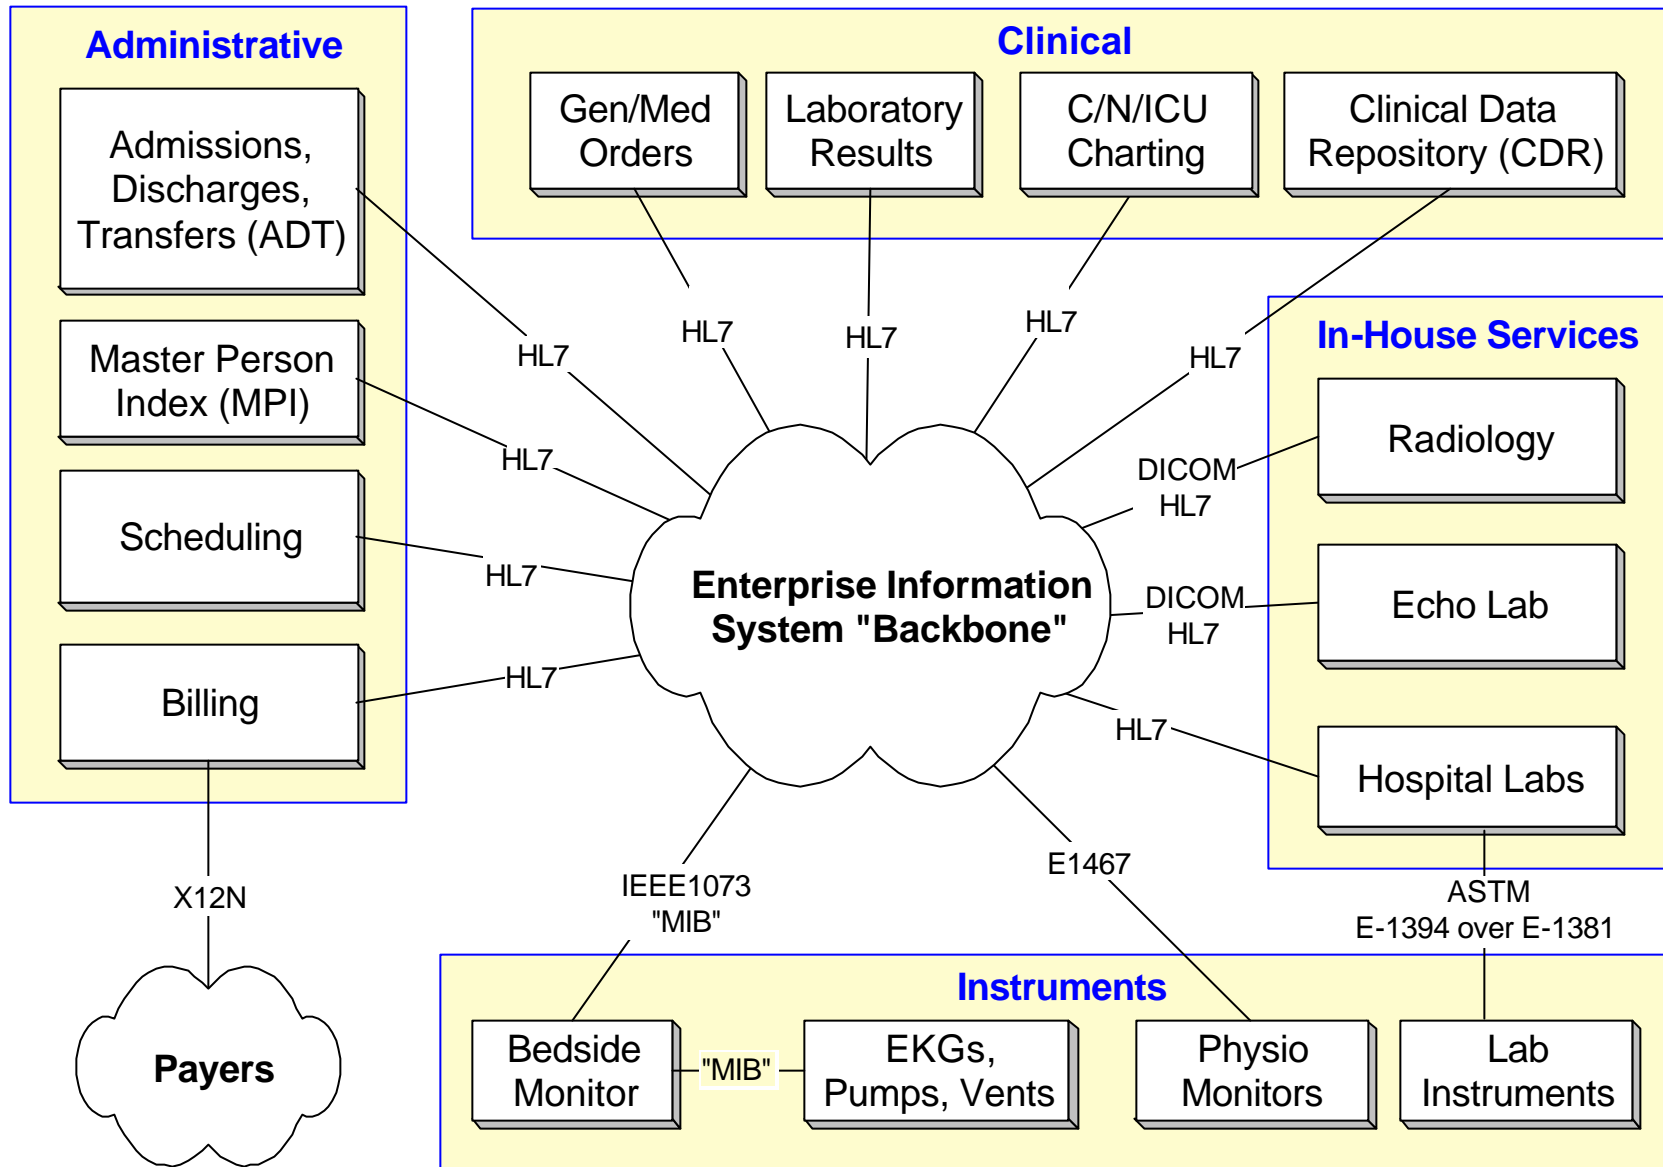 Administrative
Admissions,
Discharges,
Transfers (ADT)
Master Person
Index (MPI)
Scheduling
Billing
Clinical
Gen/Med
Orders
Laboratory
Results
C/N/ICU
Charting
Clinical Data
Repository (CDR)
HL7
HL7
HL7
HL7
HL7
HL7
HL7
HL7
In-House Services
Radiology
Echo Lab
Hospital Labs
DICOM
HL7
DICOM
HL7
HL7
Enterprise Information
System "Backbone"
X12N
Payers
IEEE1073
"MIB"
E1467
ASTM
E-1394 over E-1381
Instruments
Bedside
Monitor
"MIB"
EKGs,
Pumps, Vents
Physio
Monitors
Lab
Instruments